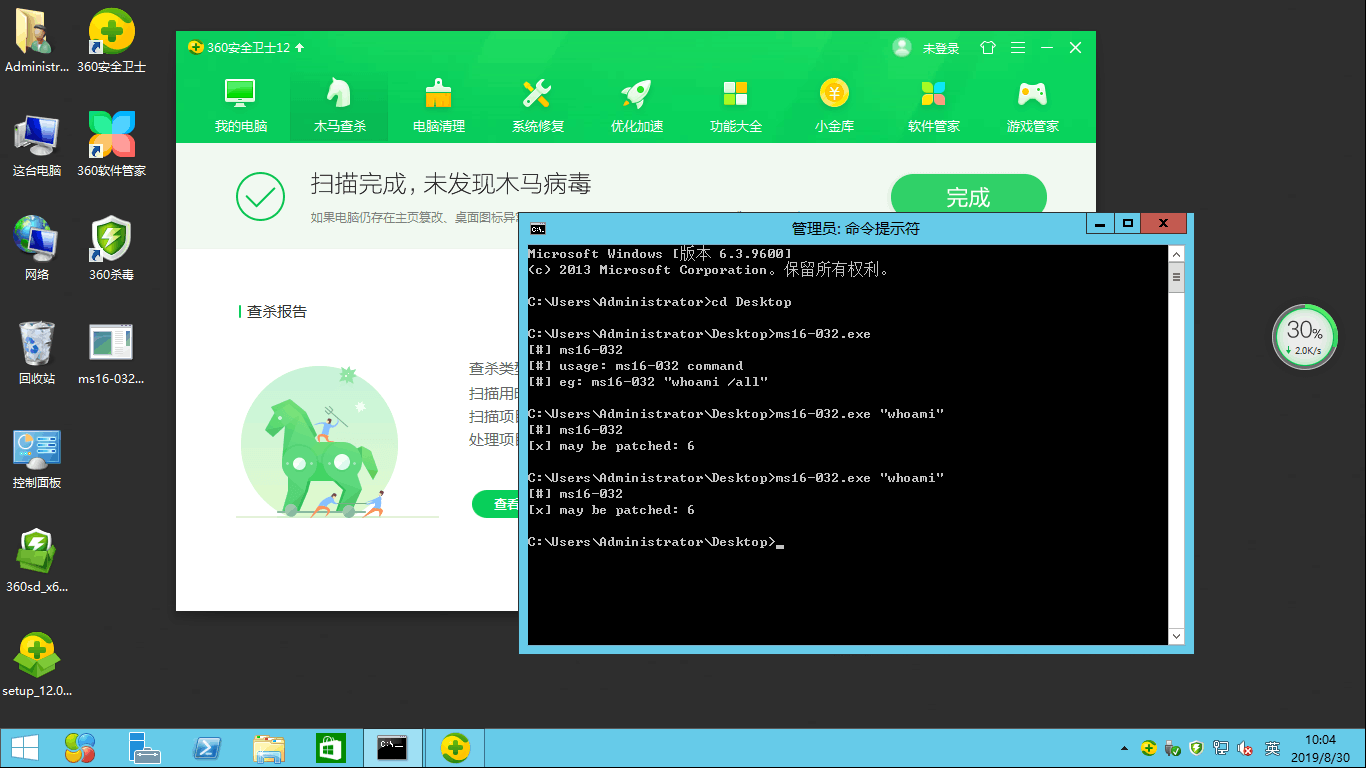 Administr...
360安全卫士
这台电脑
360软件管家
网络
360杀毒
回收站
ms16-032...
控制面板
360sd_x6...
setup_12.0...
360安全卫士12
未登录
我的电脑
木马查杀
电脑清理
系统修复
优化加速
功能大全
小金库
软件管家
游戏管家
扫描完成，未发现木马病毒
如果电脑仍存在主页篡改、桌面图标异
完成
查杀报告
查杀类
扫描用
扫描项
处理项
查看
管理员: 命令提示符
Microsoft Windows [版本 6.3.9600]
(c) 2013 Microsoft Corporation。保留所有权利。
C:\Users\Administrator>cd Desktop
C:\Users\Administrator\Desktop>ms16-032.exe
[#] ms16-032
[#] usage: ms16-032 command
[#] eg: ms16-032 "whoami /all"
C:\Users\Administrator\Desktop>ms16-032.exe "whoami"
[#] ms16-032
[x] may be patched: 6
C:\Users\Administrator\Desktop>ms16-032.exe "whoami"
[#] ms16-032
[x] may be patched: 6
C:\Users\Administrator\Desktop>
30%
2.0K/s
英
10:04
2019/8/30